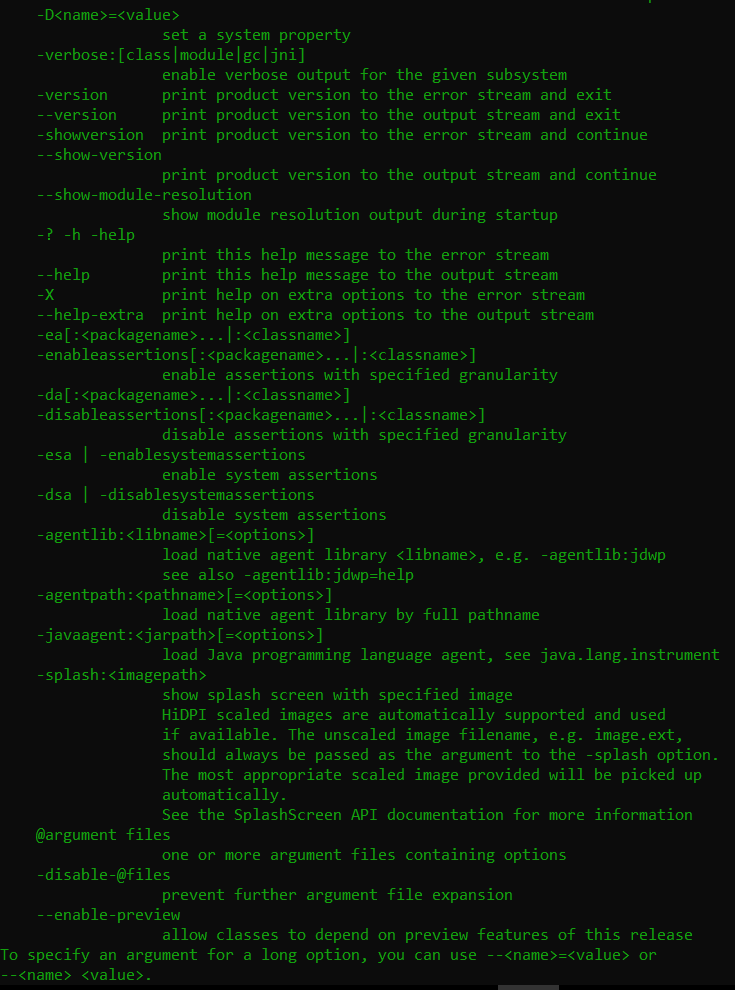 -D<name>=<value>
                  set a system property
    -verbose:[class|module|gc|jni]
                  enable verbose output for the given subsystem
    -version      print product version to the error stream and exit
    --version     print product version to the output stream and exit
    -showversion  print product version to the error stream and continue
    --show-version
                  print product version to the output stream and continue
    --show-module-resolution
                  show module resolution output during startup
    -? -h -help
                  print this help message to the error stream
    --help        print this help message to the output stream
    -X            print help on extra options to the error stream
    --help-extra  print help on extra options to the output stream
    -ea[:<packagename>...|:<classname>]
    -enableassertions[:<packagename>...|:<classname>]
                  enable assertions with specified granularity
    -da[:<packagename>...|:<classname>]
    -disableassertions[:<packagename>...|:<classname>]
                  disable assertions with specified granularity
    -esa | -enablesystemassertions
                  enable system assertions
    -dsa | -disablesystemassertions
                  disable system assertions
    -agentlib:<libname>[=<options>]
                  load native agent library <libname>, e.g. -agentlib:jdwp
                  see also -agentlib:jdwp=help
    -agentpath:<pathname>[=<options>]
                  load native agent library by full pathname
    -javaagent:<jarpath>[=<options>]
                  load Java programming language agent, see java.lang.instrument
    -splash:<imagepath>
                  show splash screen with specified image
                  HiDPI scaled images are automatically supported and used
                  if available. The unscaled image filename, e.g. image.ext,
                  should always be passed as the argument to the -splash option.
                  The most appropriate scaled image provided will be picked up
                  automatically.
                  See the SplashScreen API documentation for more information
    @argument files
                  one or more argument files containing options
    -disable-@files
                  prevent further argument file expansion
    --enable-preview
                  allow classes to depend on preview features of this release
To specify an argument for a long option, you can use --<name>=<value> or
--<name> <value>.